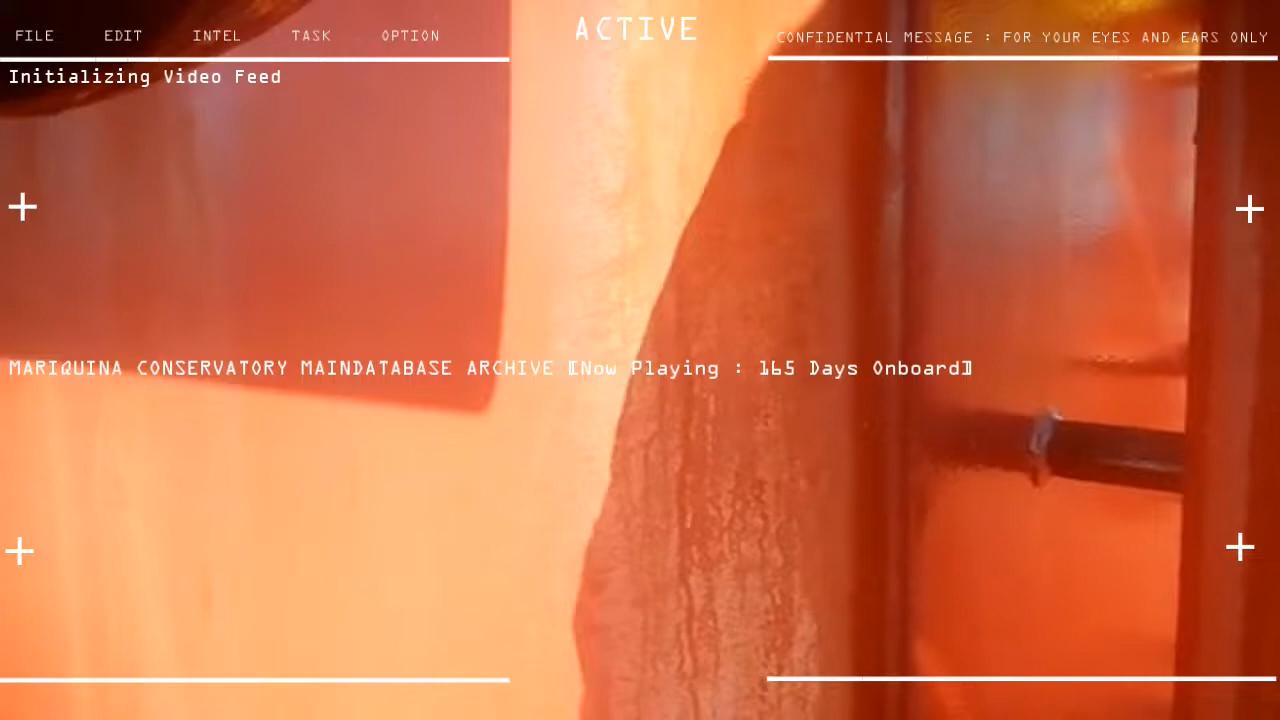 FILE EDIT INTEL TASK OPTION
ACTIVE
CONFIDENTIAL MESSAGE : FOR YOUR EYES AND EARS ONLY
Initializing Video Feed
MARIQUINA CONSERVATORY MAINDATABASE ARCHIVE [Now Playing : 165 Days Onboard]